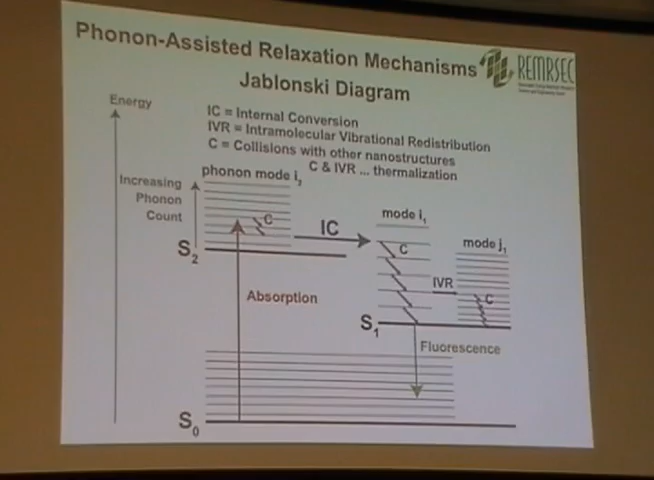 Phonon-Assisted Relaxation Mechanisms
REMRSEC
Jablonski Diagram
Energy
IC = Internal Conversion
IVR = Intramolecular Vibrational Redistribution
C = Collisions with other nanostructures
C & IVR ... thermalization
phonon mode i₂
Increasing
Phonon
Count
C
IC
mode i₁
C
mode j₁
IVR
C
S₂
Absorption
S₁
Fluorescence
S₀